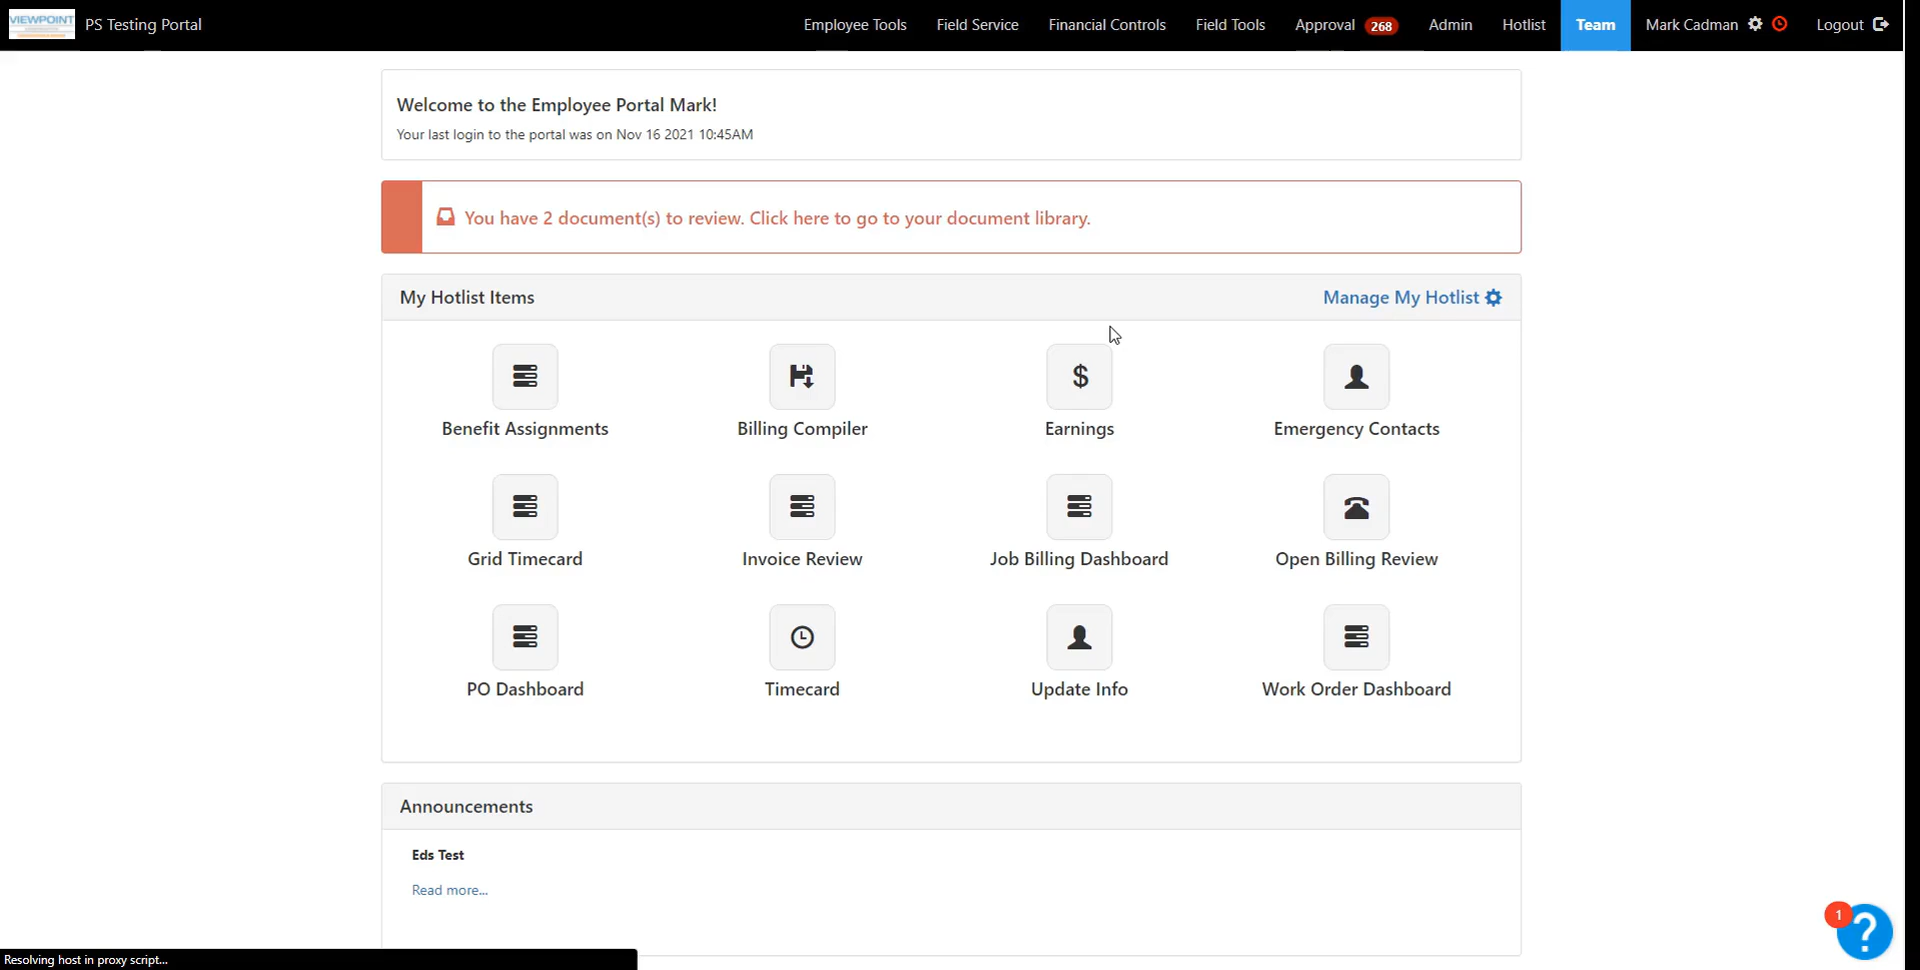 VIEWPOINT
PS Testing Portal
Employee Tools
Field Service
Financial Controls
Field Tools
Approval 268
Admin
Hotlist
Team
Mark Cadman
Logout
Welcome to the Employee Portal Mark!
Your last login to the portal was on Nov 16 2021 10:45AM
You have 2 document(s) to review. Click here to go to your document library.
My Hotlist Items
Manage My Hotlist
$
Benefit Assignments
Billing Compiler
Earnings
Emergency Contacts
Grid Timecard
Invoice Review
Job Billing Dashboard
Open Billing Review
PO Dashboard
Timecard
Update Info
Work Order Dashboard
Announcements
Eds Test
Read more...
1
?
Resolving host in proxy script...